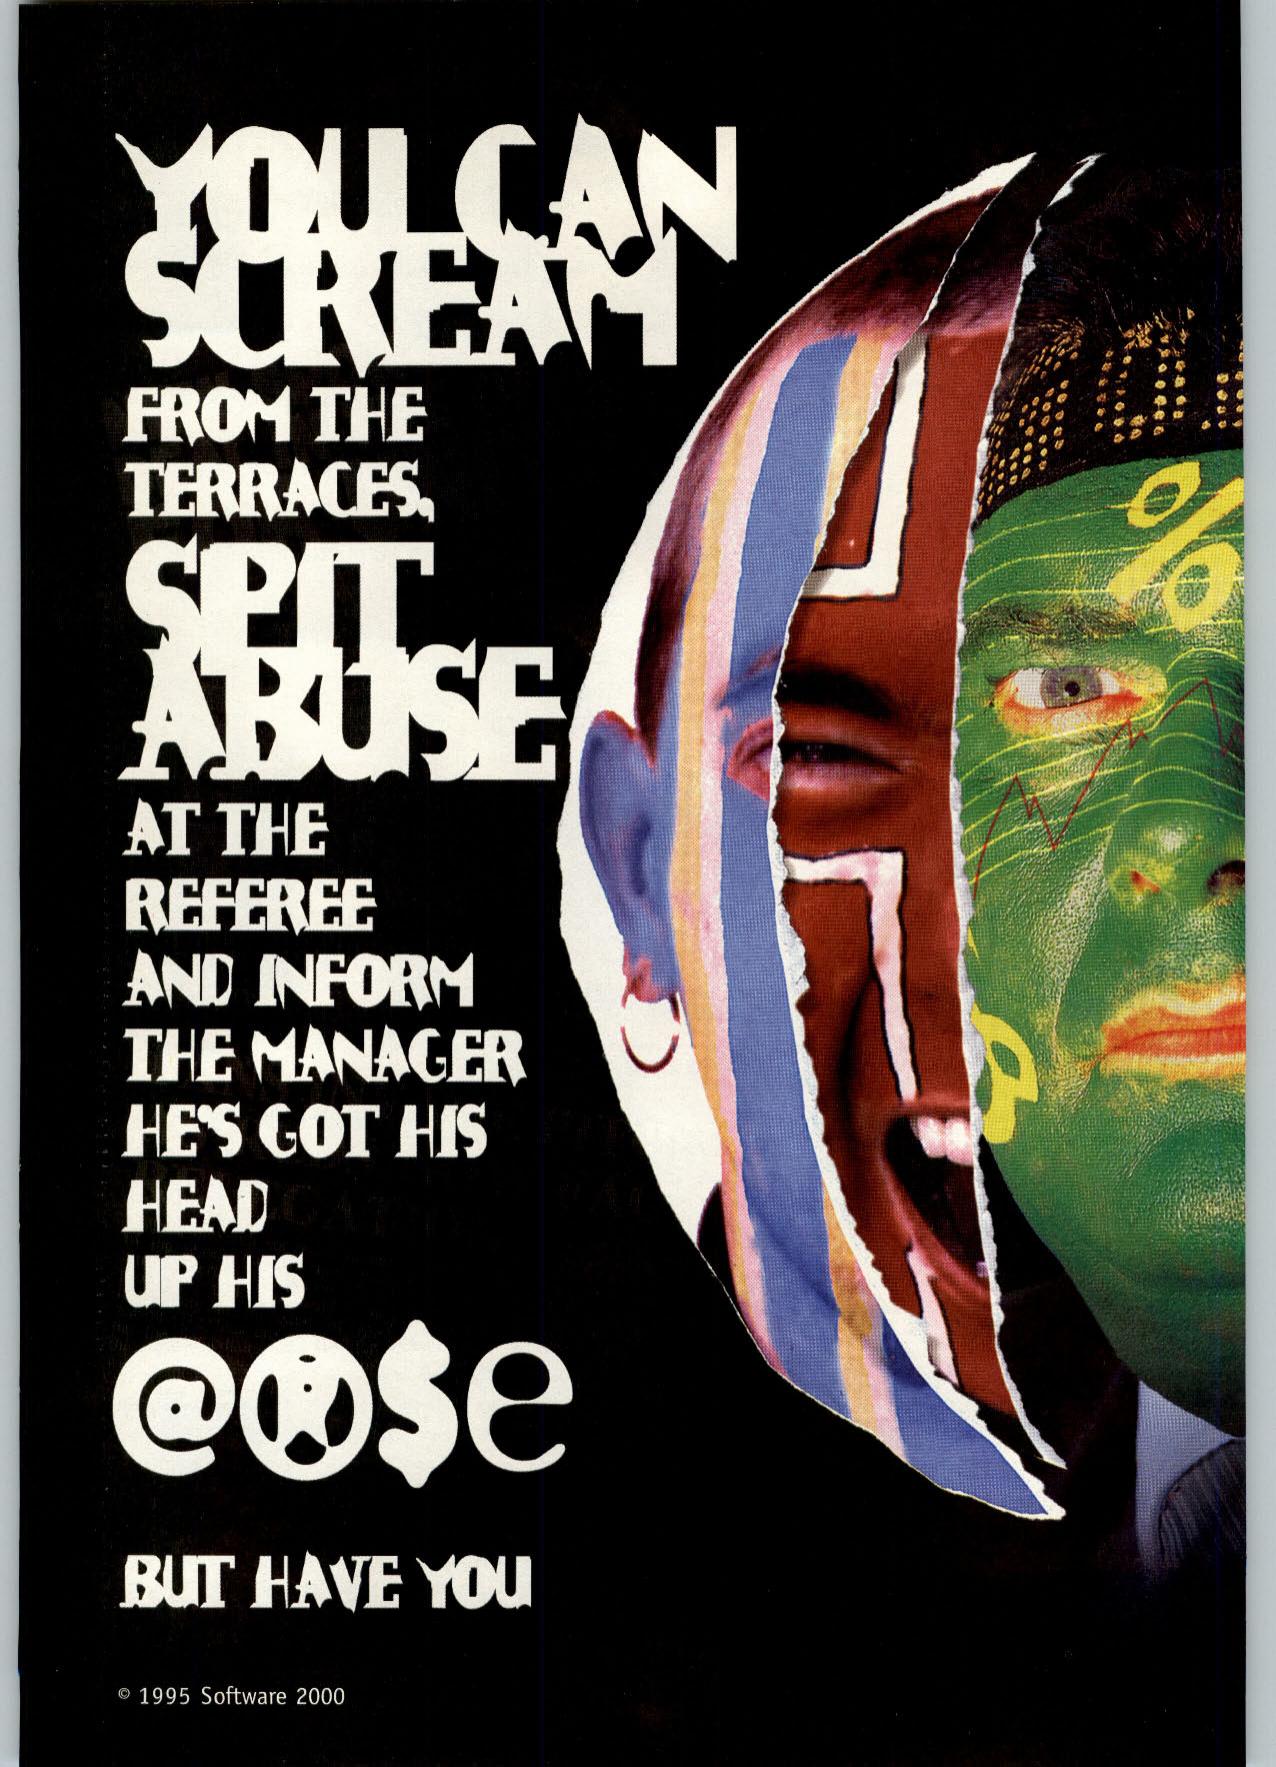 YOU CAN
SCREAM
FROM THE
TERRACES,
SPIT
ABUSE
AT THE
REFEREE
AND INFORM
THE MANAGER
HE'S GOT HIS
HEAD
UP HIS
@O$e
BUT HAVE YOU
© 1995 Software 2000
%